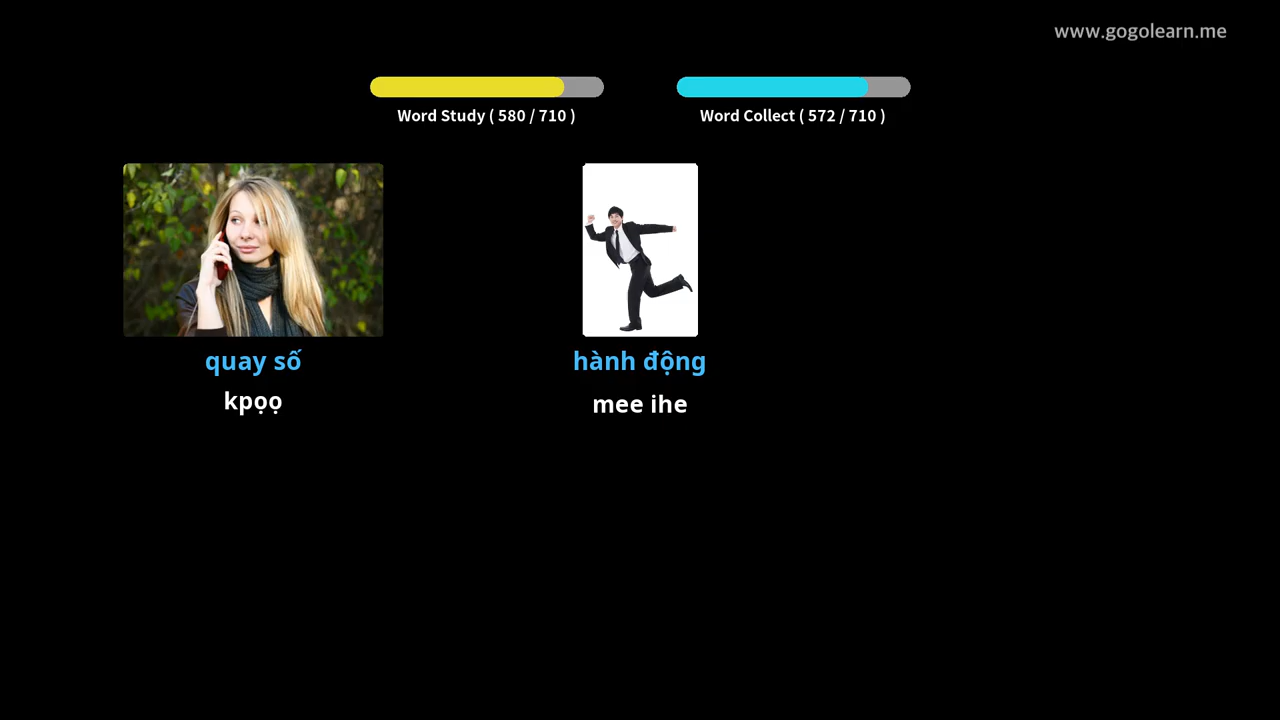 www.gogolearn.me
Word Study ( 580 / 710 )
Word Collect ( 572 / 710 )
quay số
hành động
kpọọ
mee ihe